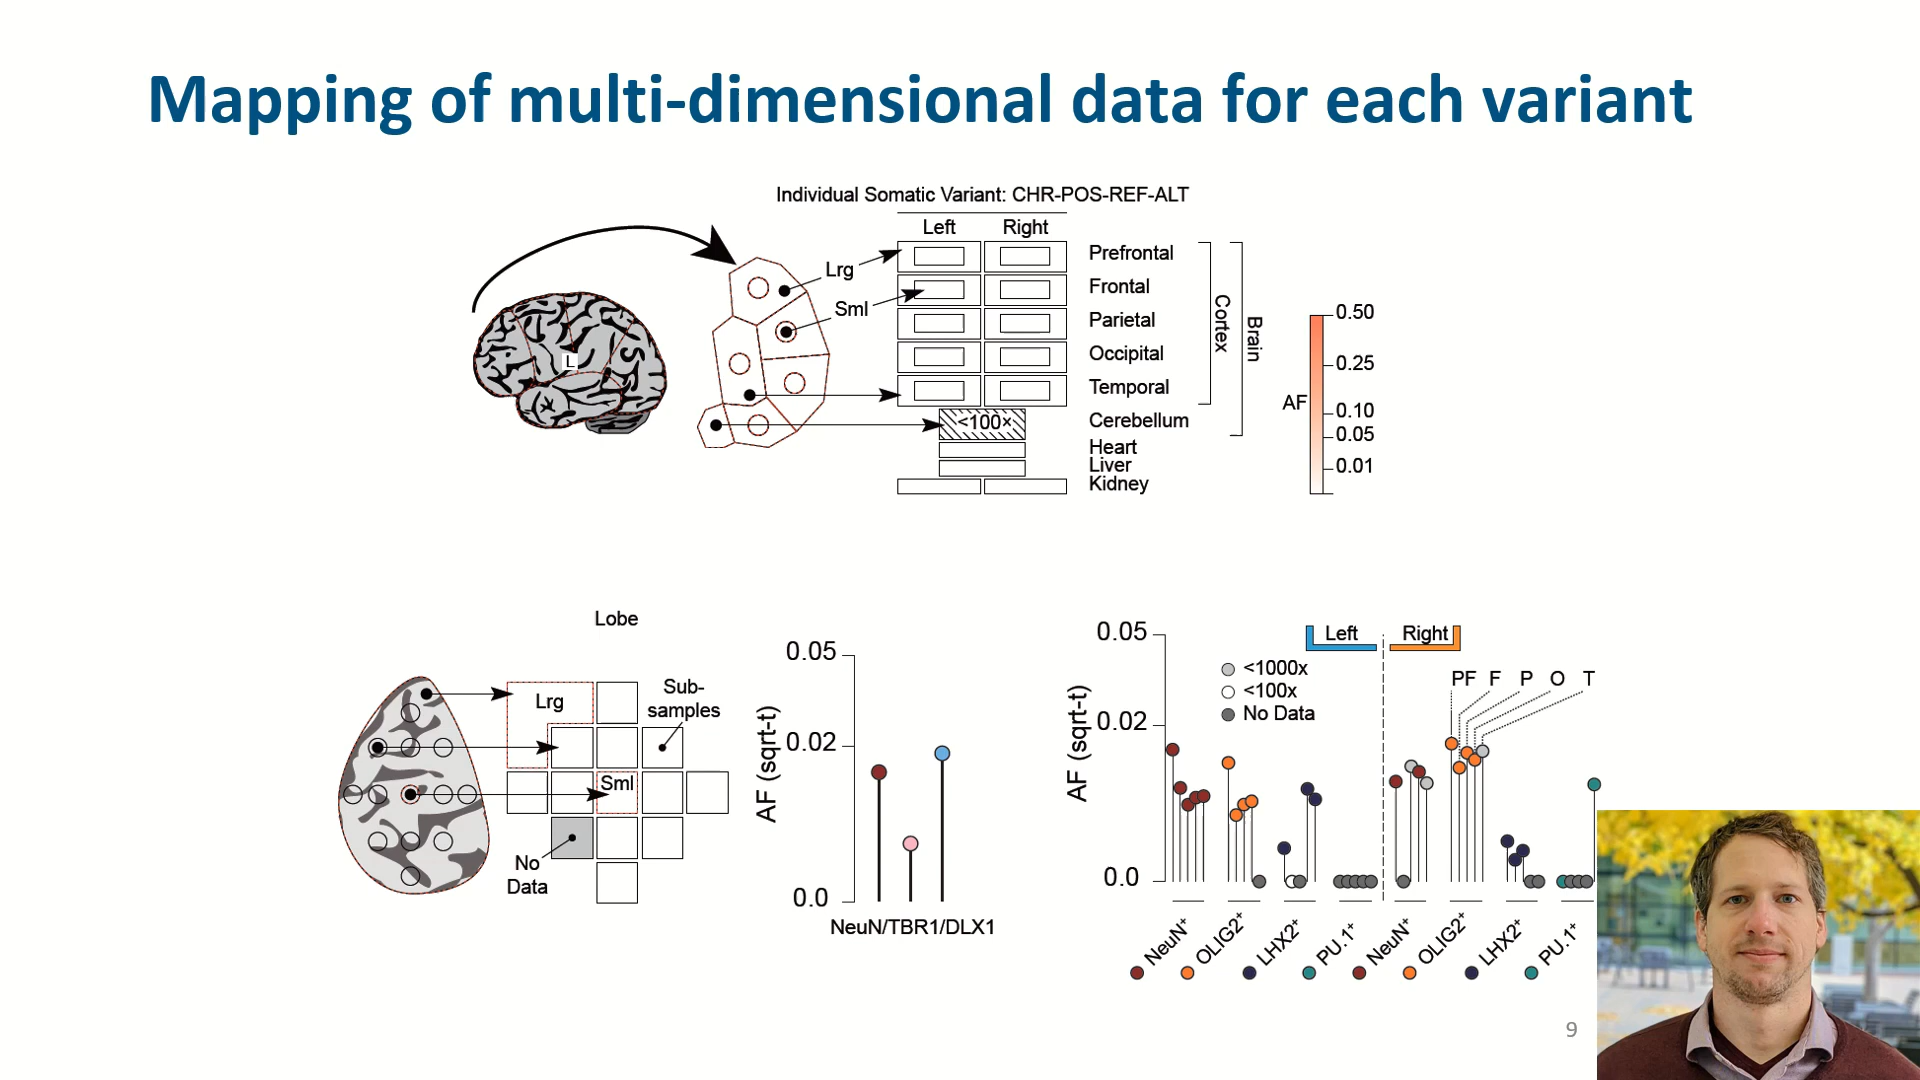 Mapping of multi-dimensional data for each variant
Individual Somatic Variant: CHR-POS-REF-ALT
Left Right
Lrg
Sml
L
Prefrontal
Frontal
Parietal
Occipital
Temporal
Cerebellum
<100×
Heart
Liver
Kidney
Cortex
Brain
AF
0.50
0.25
0.10
0.05
0.01
Lobe
Lrg
Sub-
samples
Sml
No
Data
AF (sqrt-t)
0.05
0.02
0.0
NeuN/TBR1/DLX1
AF (sqrt-t)
0.05
0.02
0.0
Left Right
<1000x
<100x
No Data
PF F P O T
NeuN⁺ OLIG2⁺ LHX2⁺ PU.1⁺ NeuN⁺ OLIG2⁺ LHX2⁺ PU.1⁺
9